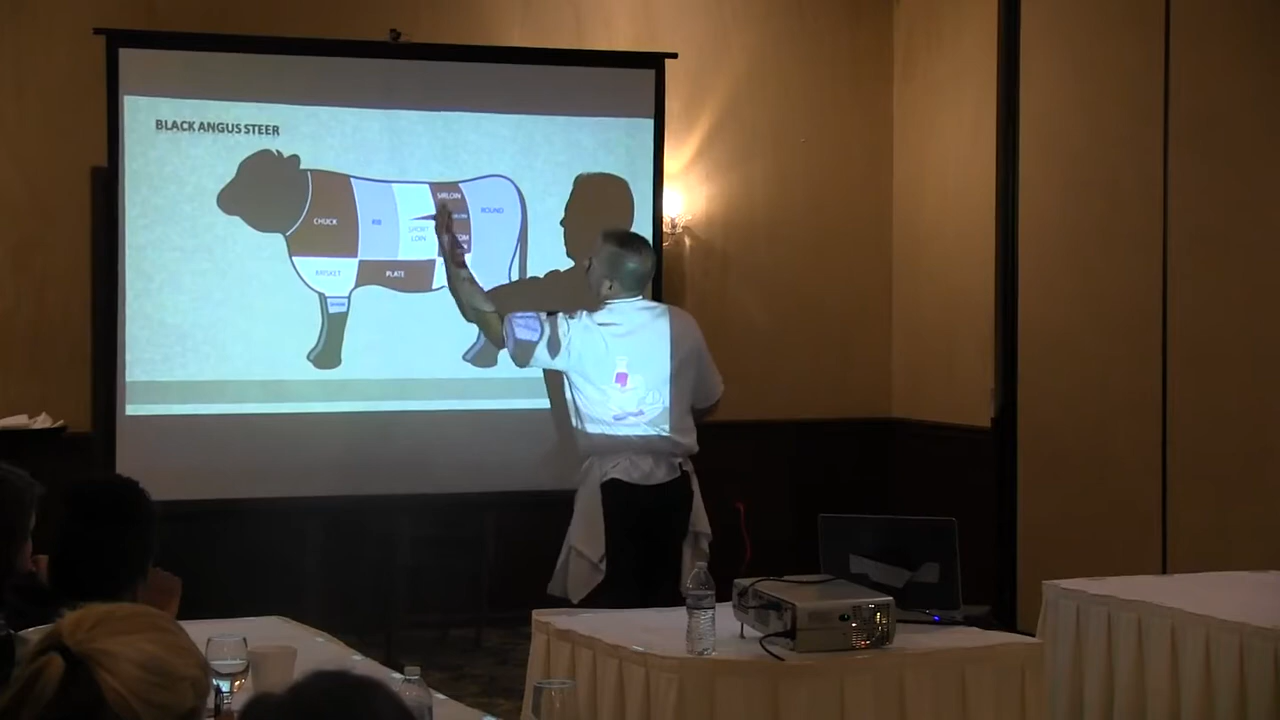 BLACK ANGUS STEER
CHUCK
RIB
SHORT
LOIN
SIRLOIN
ROUND
BRISKET
PLATE